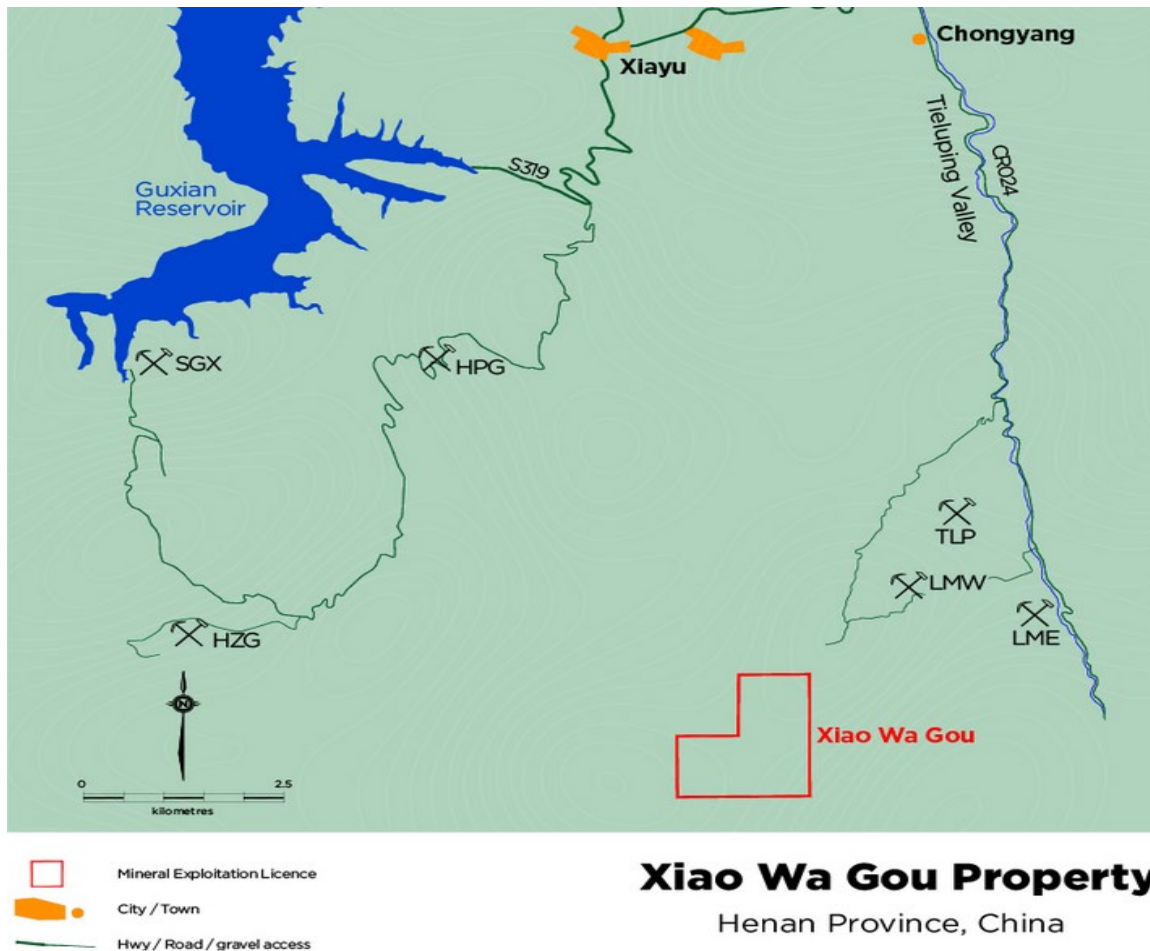 Chongyang
Xiayu
Tieluping Valley
CR024
S319
Guxian
Reservoir
SGX
HPG
TLP
LMW
LME
HZG
N
Xiao Wa Gou
0 2.5
kilometres
Mineral Exploitation Licence
City / Town
Hwy / Road / gravel access
Xiao Wa Gou Property
Henan Province, China